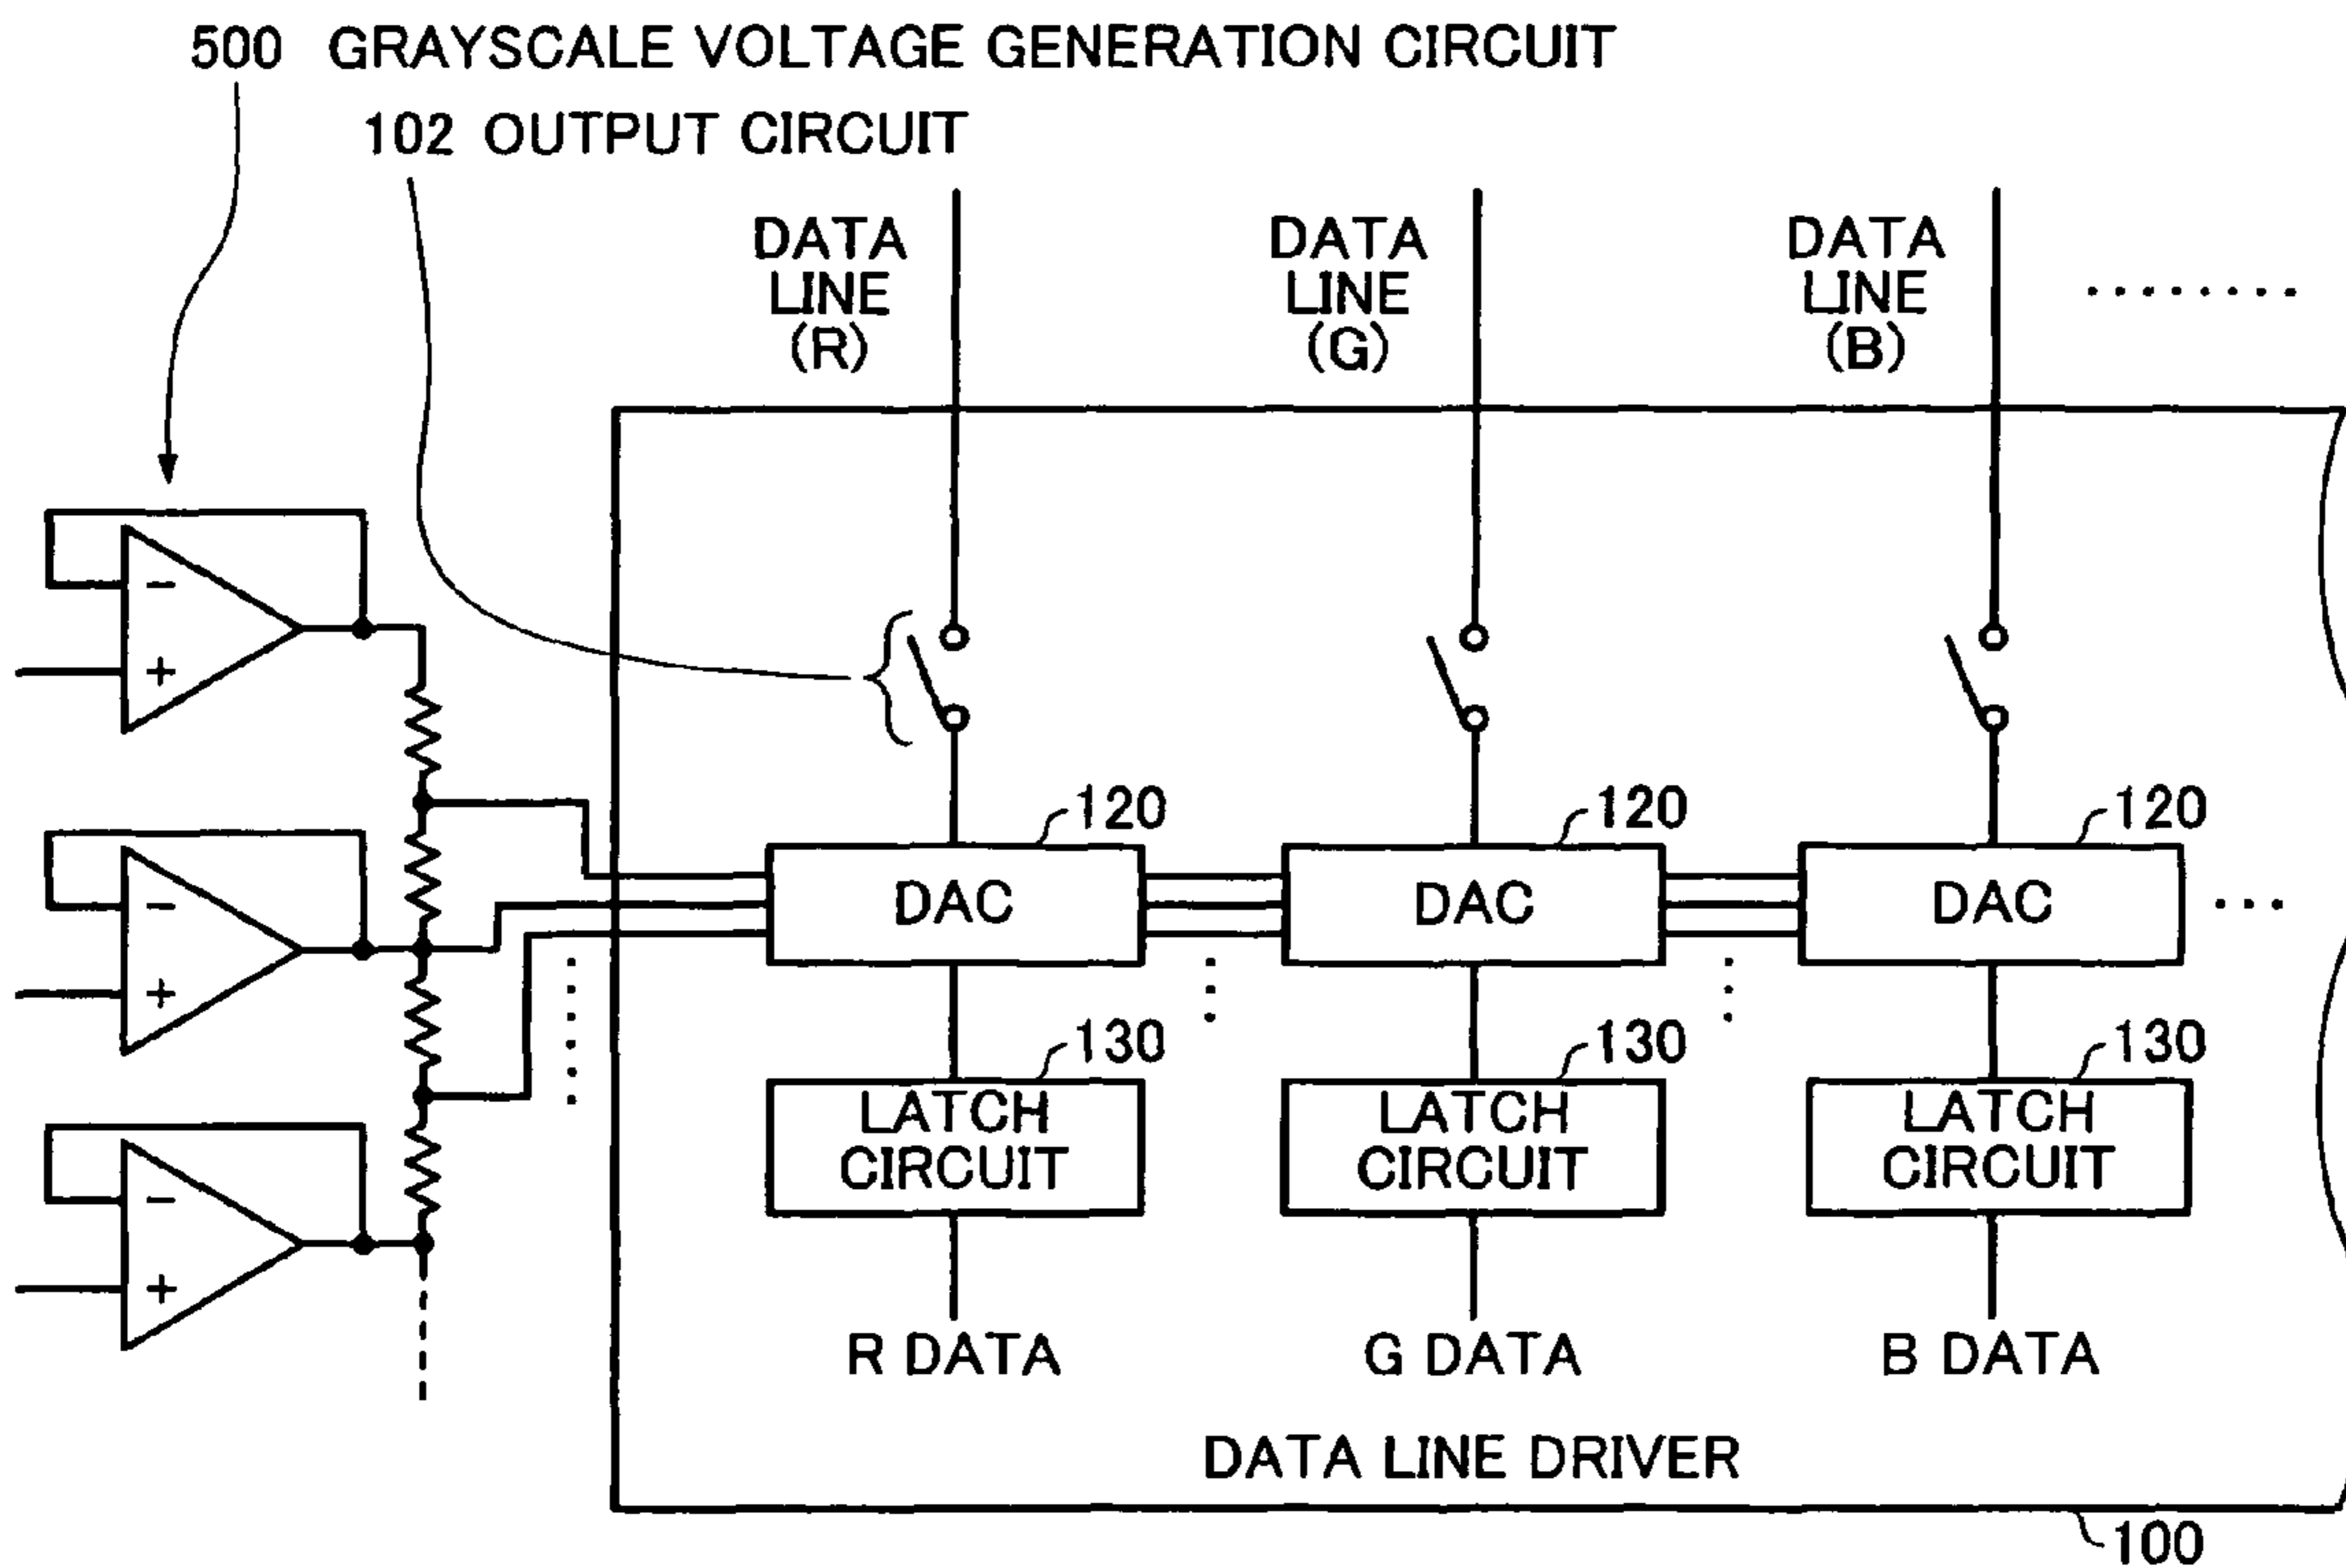 500 GRAYSCALE VOLTAGE GENERATION CIRCUIT
102 OUTPUT CIRCUIT
DATA LINE (R)
DATA LINE (G)
DATA LINE (B)
........
-
+
-
+
-
+
120
120
120
DAC
DAC
DAC
...
130
130
130
LATCH CIRCUIT
LATCH CIRCUIT
LATCH CIRCUIT
R DATA
G DATA
B DATA
DATA LINE DRIVER
100